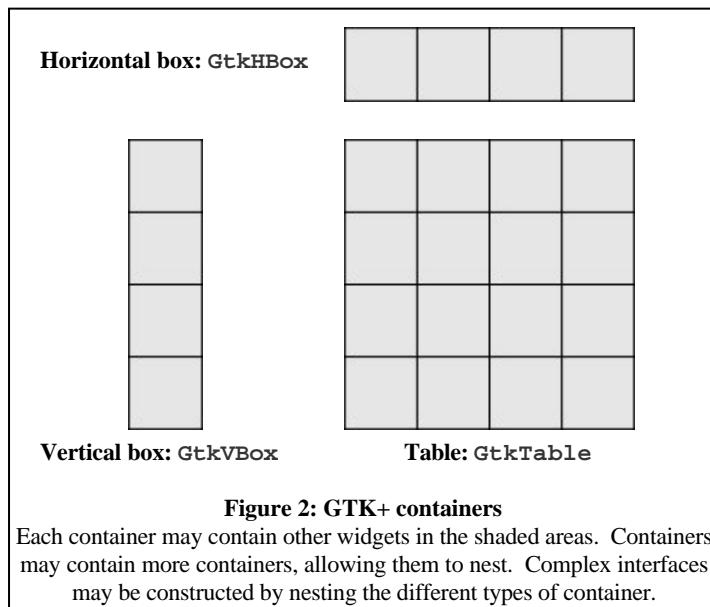 Horizontal box: GtkHBox
Vertical box: GtkVBox
Table: GtkTable
Figure 2: GTK+ containers
Each container may contain other widgets in the shaded areas.  Containers
may contain more containers, allowing them to nest.  Complex interfaces
may be constructed by nesting the different types of container.